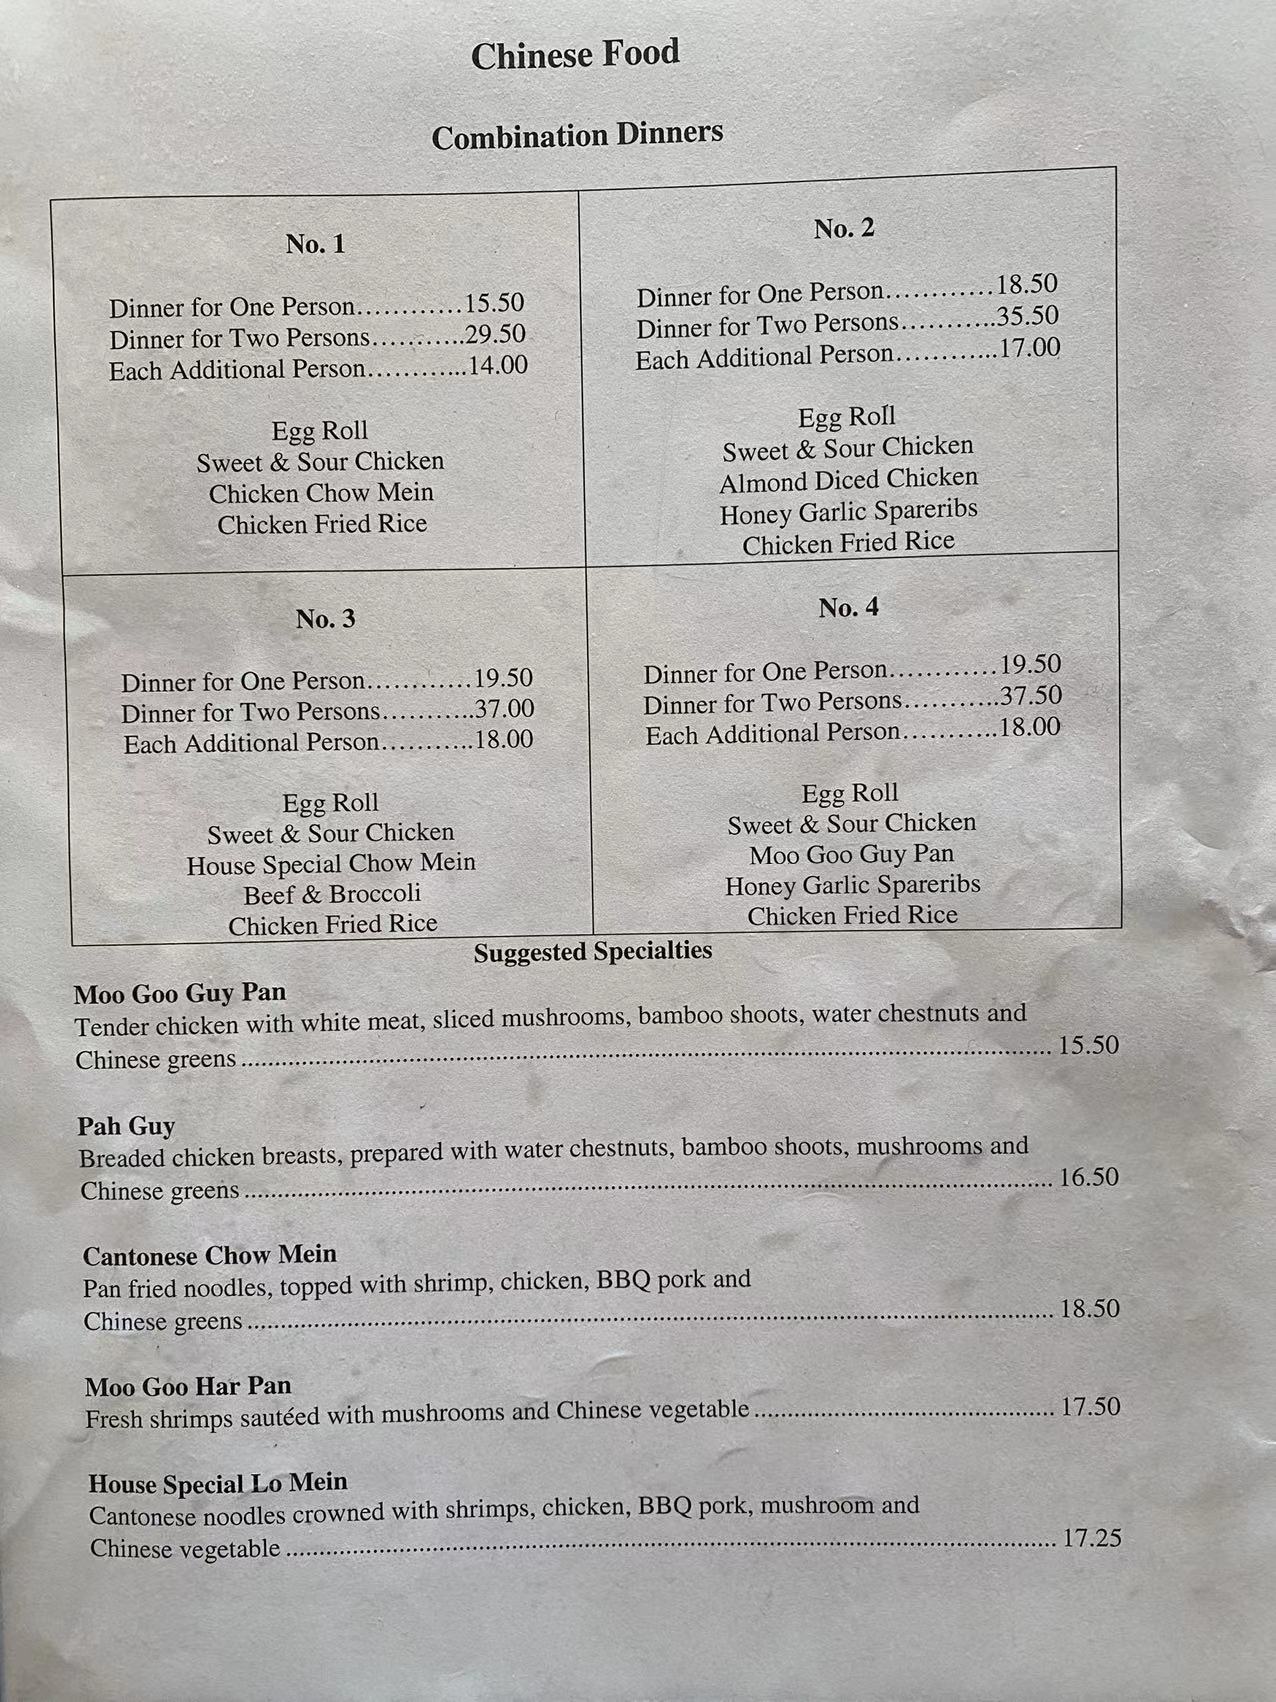 Chinese Food
Combination Dinners
No. 1
Dinner for One Person............15.50
Dinner for Two Persons...........29.50
Each Additional Person............14.00
Egg Roll
Sweet & Sour Chicken
Chicken Chow Mein
Chicken Fried Rice
No. 2
Dinner for One Person............18.50
Dinner for Two Persons...........35.50
Each Additional Person............17.00
Egg Roll
Sweet & Sour Chicken
Almond Diced Chicken
Honey Garlic Spareribs
Chicken Fried Rice
No. 3
Dinner for One Person............19.50
Dinner for Two Persons...........37.00
Each Additional Person...........18.00
Egg Roll
Sweet & Sour Chicken
House Special Chow Mein
Beef & Broccoli
Chicken Fried Rice
No. 4
Dinner for One Person............19.50
Dinner for Two Persons...........37.50
Each Additional Person...........18.00
Egg Roll
Sweet & Sour Chicken
Moo Goo Guy Pan
Honey Garlic Spareribs
Chicken Fried Rice
Suggested Specialties
Moo Goo Guy Pan
Tender chicken with white meat, sliced mushrooms, bamboo shoots, water chestnuts and
Chinese greens ........................................ 15.50
Pah Guy
Breaded chicken breasts, prepared with water chestnuts, bamboo shoots, mushrooms and
Chinese greens ........................................ 16.50
Cantonese Chow Mein
Pan fried noodles, topped with shrimp, chicken, BBQ pork and
Chinese greens ........................................ 18.50
Moo Goo Har Pan
Fresh shrimps sautéed with mushrooms and Chinese vegetable ........................................ 17.50
House Special Lo Mein
Cantonese noodles crowned with shrimps, chicken, BBQ pork, mushroom and
Chinese vegetable ........................................ 17.25